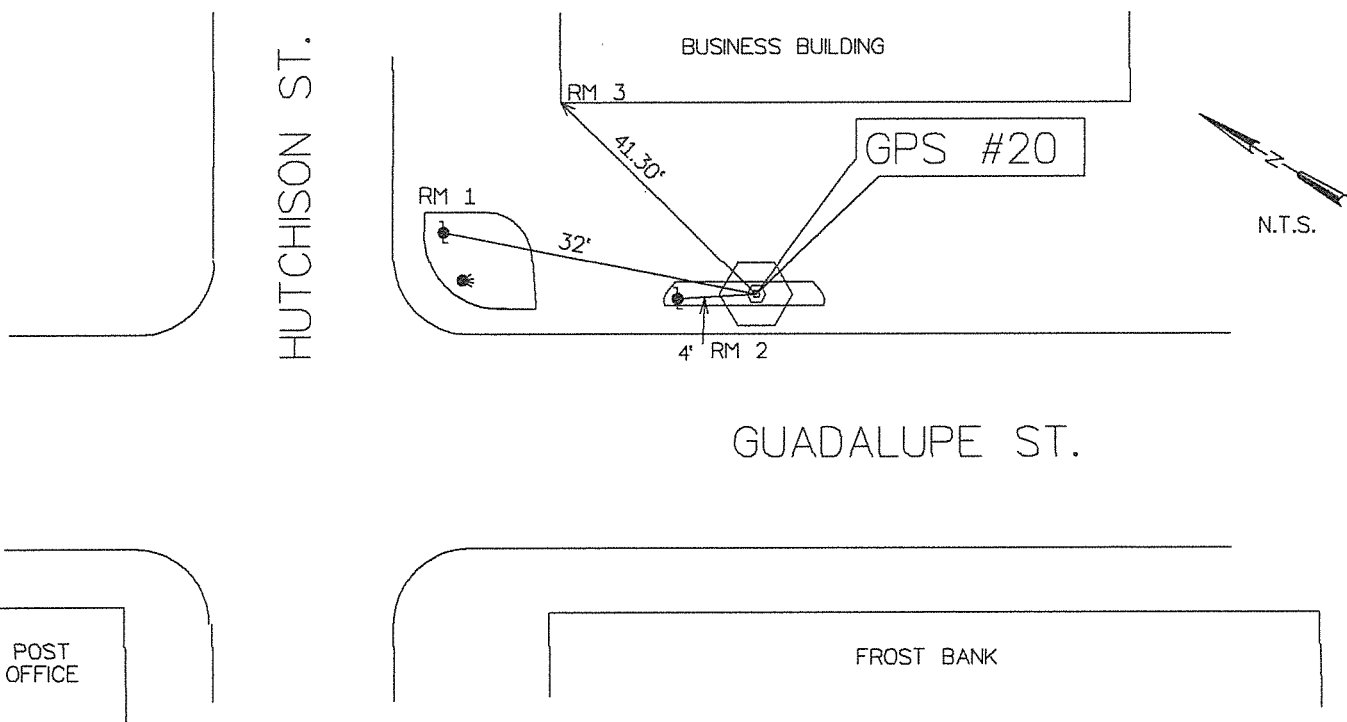 HUTCHISON ST.
BUSINESS BUILDING
RM 3
41.30'
GPS #20
N
N.T.S.
RM 1
32'
4' RM 2
GUADALUPE ST.
POST
OFFICE
FROST BANK